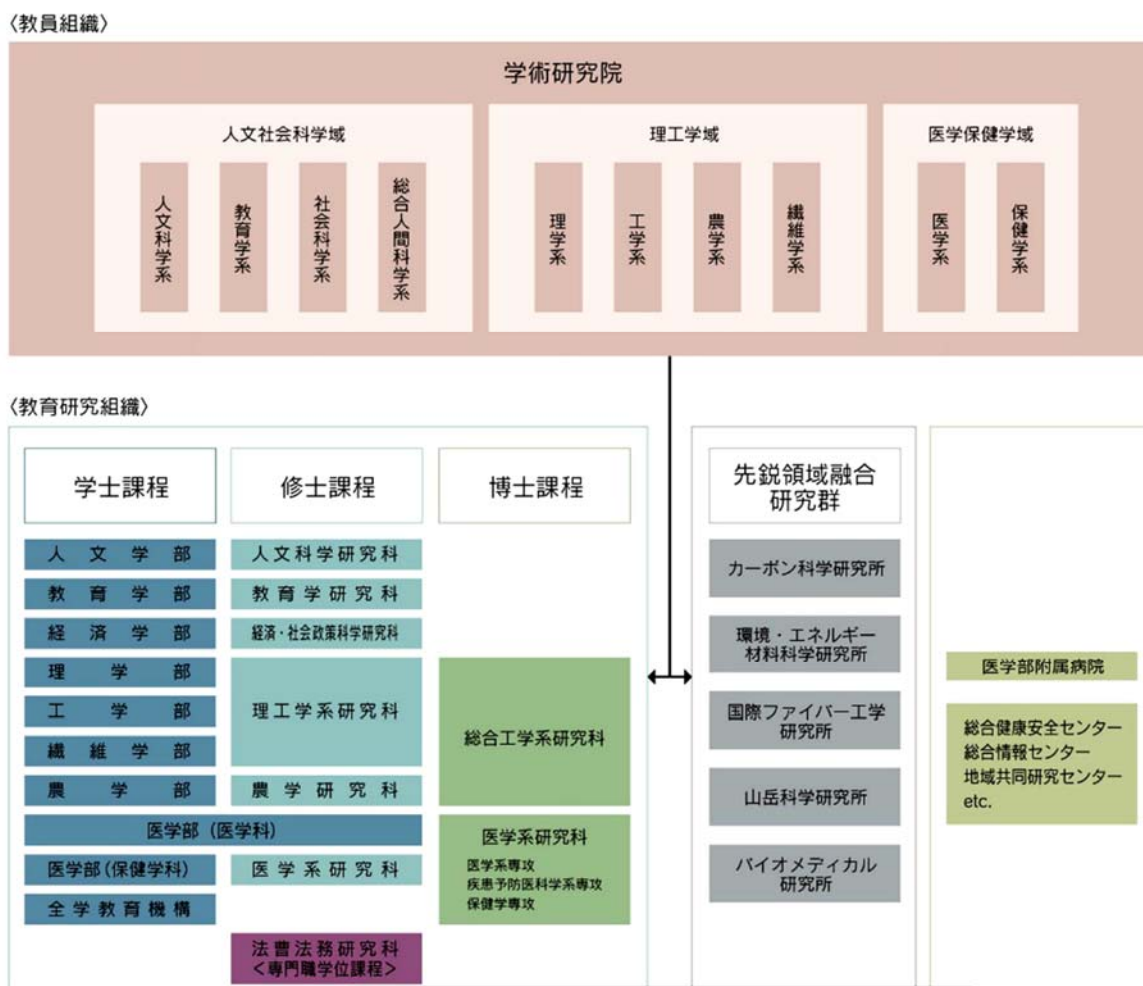 〈教員組織〉
学術研究院
人文社会科学域
人文科学系
教育学系
社会科学系
総合人間科学系
理工学域
理学系
工学系
農学系
繊維学系
医学保健学域
医学系
保健学系
〈教育研究組織〉
学士課程
人文学部
教育学部
経済学部
理学部
工学部
繊維学部
農学部
医学部(医学科)
医学部(保健学科)
全学教育機構
修士課程
人文科学研究科
教育学研究科
経済・社会政策科学研究科
理工学系研究科
農学研究科
医学系研究科
法曹法務研究科
<専門職学位課程>
博士課程
総合工学系研究科
医学系研究科
医学系専攻
疾患予防医科学系専攻
保健学専攻
先鋭領域融合
研究群
カーボン科学研究所
環境・エネルギー
材料科学研究所
国際ファイバー工学
研究所
山岳科学研究所
バイオメディカル
研究所
医学部附属病院
総合健康安全センター
総合情報センター
地域共同研究センター
etc.